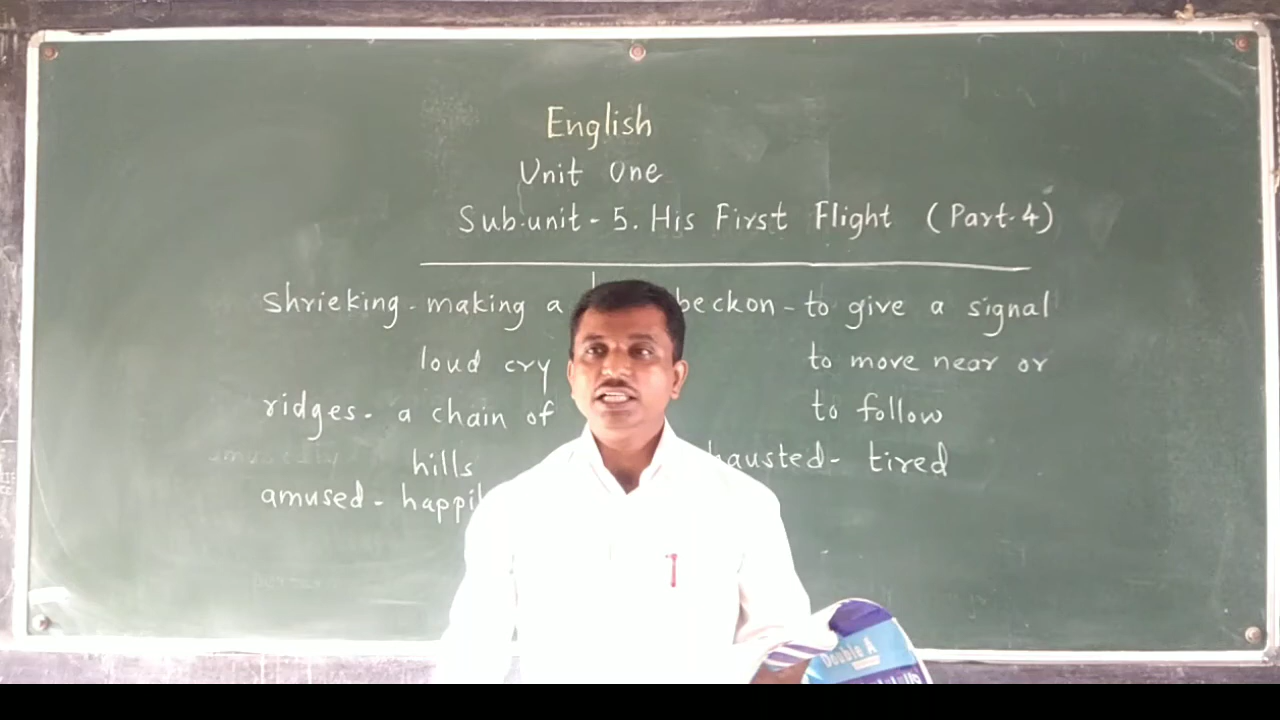 English
Unit One
Sub.unit - 5. His First Flight (Part-4)
shrieking - making a
loud cry
ridges - a chain of
hills
amused -
beckon - to give a signal
to move near or
to follow
tired
Double A